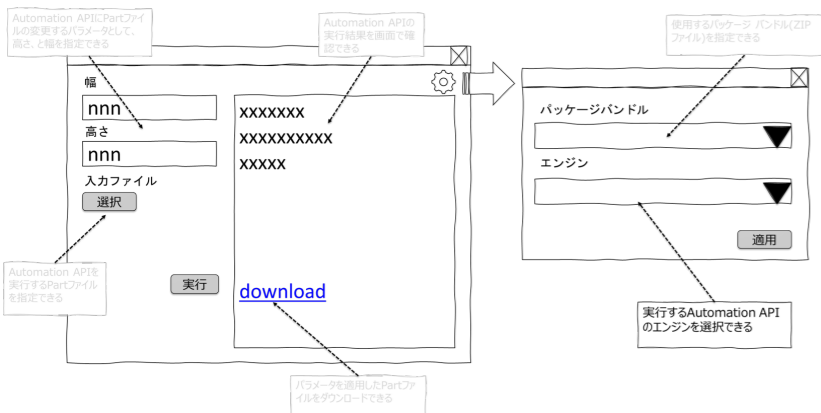 Automation APIにPartファイ
ルの変更するパラメータとして、
高さ、と幅を指定できる
Automation APIの
実行結果を画面で確
認できる
使用するパッケージ バンドル(ZIP
ファイル)を指定できる
幅
nnn
高さ
nnn
入力ファイル
選択
xxxxxxx
xxxxxxxxxx
xxxxx
パッケージバンドル
エンジン
適用
Automation APIを
実行するPartファイル
を指定できる
実行
download
実行するAutomation API
のエンジンを選択できる
パラメータを適用したPartファ
イルをダウンロードできる